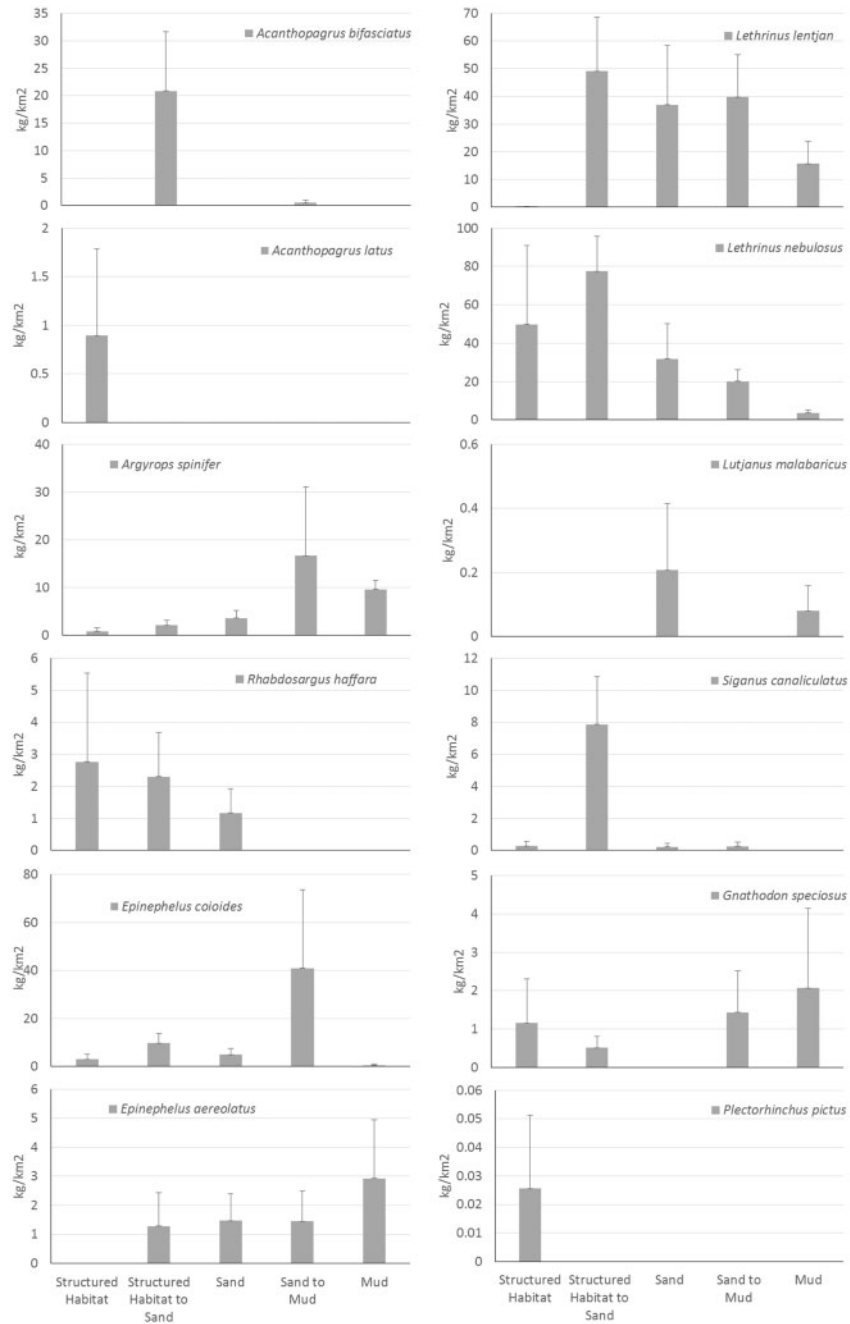 Acanthopagrus bifasciatus
35
30
25
20
15
10
5
0
kg/km2
Acanthopagrus latus
2
1.5
1
0.5
0
kg/km2
Argyrops spinifer
40
30
20
10
0
kg/km2
Rhabdosargus haffara
6
5
4
3
2
1
0
kg/km2
Epinephelus coioides
80
60
40
20
0
kg/km2
Epinephelus aereolatus
6
5
4
3
2
1
0
kg/km2
Structured
Habitat
Structured
Habitat to
Sand
Sand
Sand to
Mud
Mud
Lethrinus lentjan
70
60
50
40
30
20
10
0
kg/km2
Lethrinus nebulosus
100
80
60
40
20
0
kg/km2
Lutjanus malabaricus
0.6
0.4
0.2
0
kg/km2
Siganus canaliculatus
12
10
8
6
4
2
0
kg/km2
Gnathodon speciosus
5
4
3
2
1
0
kg/km2
Plectorhinchus pictus
0.06
0.05
0.04
0.03
0.02
0.01
0
kg/km2
Structured
Habitat
Structured
Habitat to
Sand
Sand
Sand to
Mud
Mud